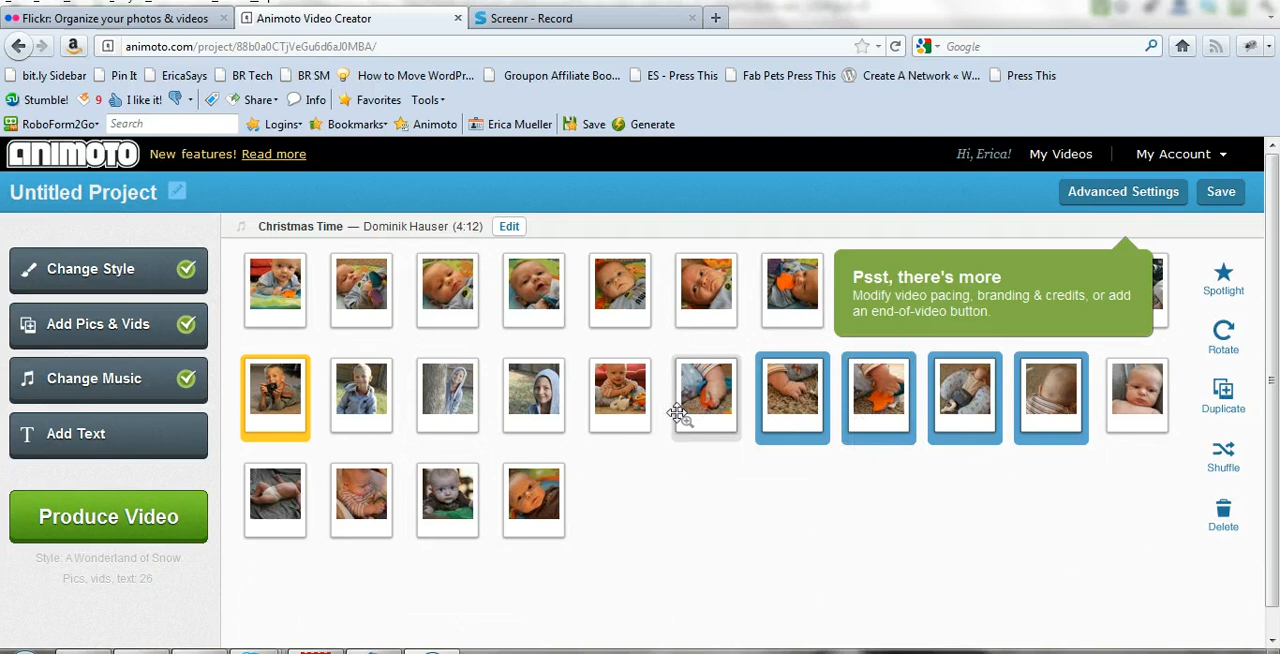 Flickr: Organize your photos & videos
Animoto Video Creator
Screenr - Record
animoto.com/project/88b0a0CTjVeGu6d6aJ0MBA/
Google
bit.ly Sidebar
Pin It
EricaSays
BR Tech
BR SM
How to Move WordPr...
Groupon Affiliate Boo...
ES - Press This
Fab Pets Press This
Create A Network « W...
Press This
Stumble!
9
I like it!
Share
Info
Favorites
Tools
RoboForm2Go
Search
Logins
Bookmarks
Animoto
Erica Mueller
Save
Generate
ANIMOTO
New features! Read more
Hi, Erica!
My Videos
My Account
Untitled Project
Advanced Settings
Save
Christmas Time — Dominik Hauser (4:12)
Edit
Change Style
Add Pics & Vids
Change Music
Add Text
Produce Video
Style: A Wonderland of Snow
Pics, vids, text: 26
Psst, there's more
Modify video pacing, branding & credits, or add
an end-of-video button.
Spotlight
Rotate
Duplicate
Shuffle
Delete